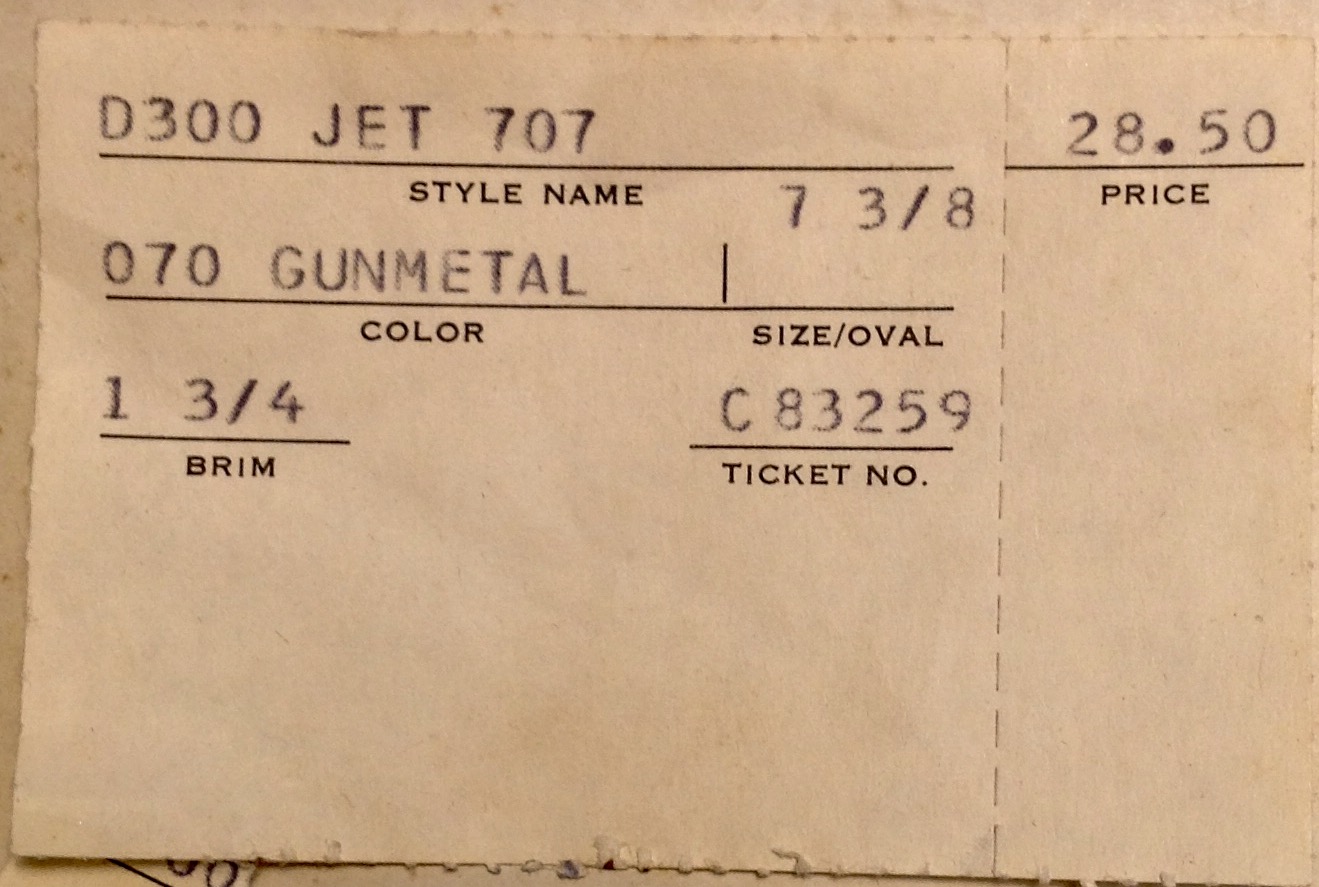 D300 JET 707 28.50
STYLE NAME 7 3/8 PRICE
070 GUNMETAL
COLOR SIZE/OVAL
1 3/4 C 83259
BRIM TICKET NO.